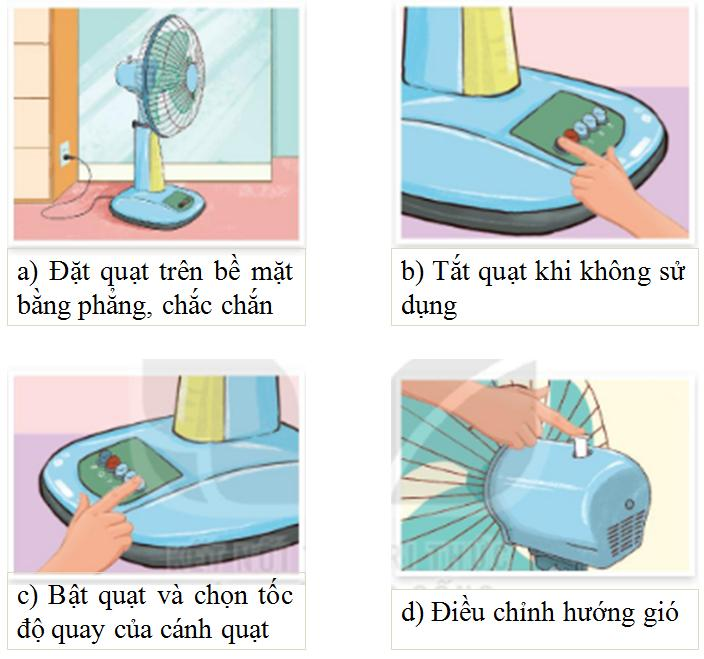 a) Đặt quạt trên bề mặt
bằng phẳng, chắc chắn
b) Tắt quạt khi không sử
dụng
c) Bật quạt và chọn tốc
độ quay của cánh quạt
d) Điều chỉnh hướng gió